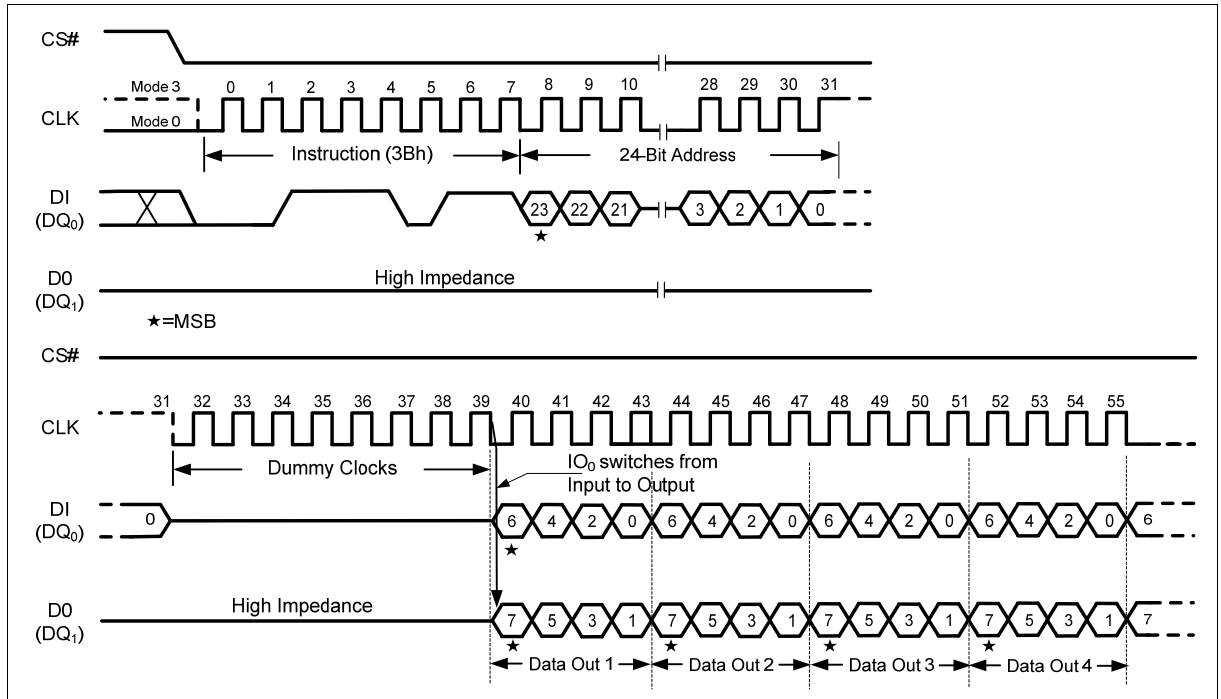 CS#
Mode 3 0 1 2 3 4 5 6 7 8 9 10 28 29 30 31
CLK
Mode 0
Instruction (3Bh) 24-Bit Address
DI
(DQ0)
23 22 21 3 2 1 0
★
D0
(DQ1)
High Impedance
★=MSB
CS#
31 32 33 34 35 36 37 38 39 40 41 42 43 44 45 46 47 48 49 50 51 52 53 54 55
CLK
Dummy Clocks
IO0 switches from
Input to Output
DI
(DQ0)
0 6 4 2 0 6 4 2 0 6 4 2 0 6 4 2 0 6
★
D0
(DQ1)
High Impedance
7 5 3 1 7 5 3 1 7 5 3 1 7 5 3 1 7
★ ★ ★ ★
Data Out 1 Data Out 2 Data Out 3 Data Out 4